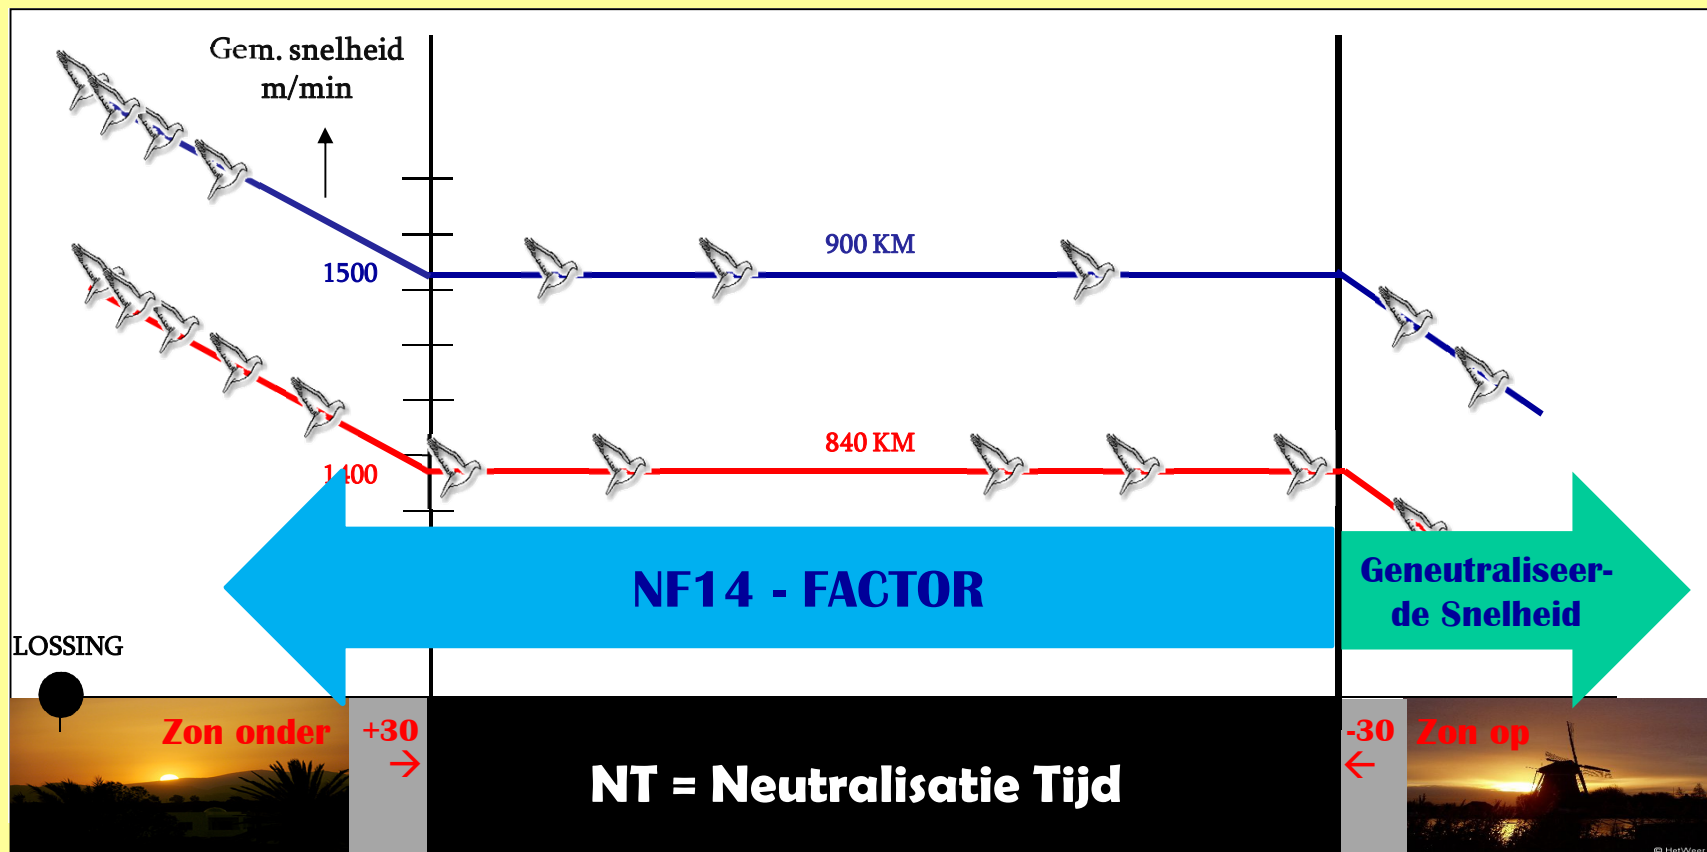 Gem. snelheid
m/min
900 KM
1500
840 KM
1400
NF14 - FACTOR
Geneutraliseer-
de Snelheid
LOSSING
Zon onder
+30
-30
Zon op
→
←
NT = Neutralisatie Tijd